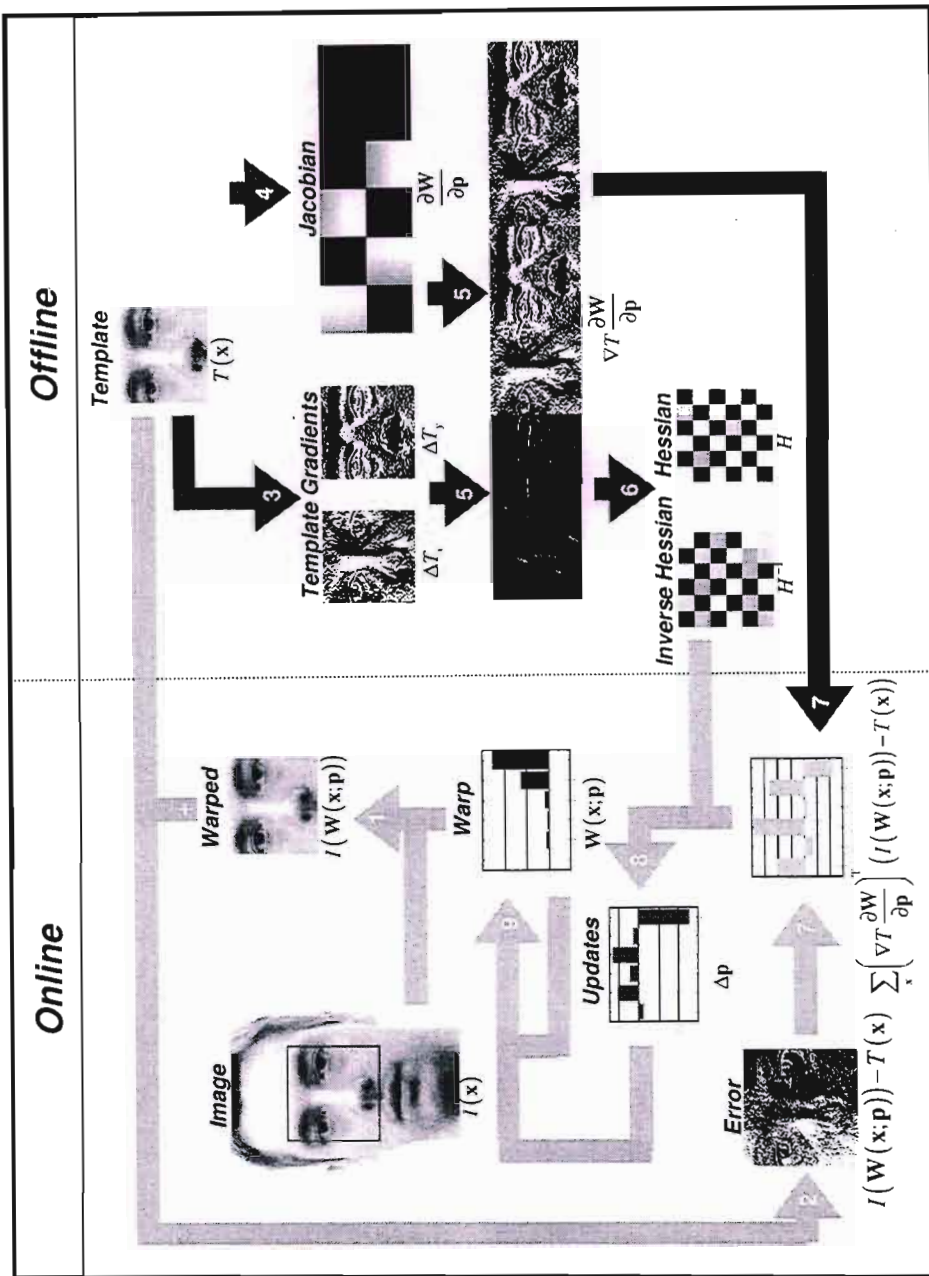 Online
Offline
Image
I(x)
Warped
I(W(x;p))
Template
T(x)
1
3
4
9
Warp
W(x;p)
Template Gradients
ΔT_y
Jacobian
∂W/∂p
Updates
Δp
8
5
5
∇T ∂W/∂p
6
Inverse Hessian
H^-1
Hessian
H
Error
I(W(x;p))-T(x)
2
7
7
∑_x (∇T ∂W/∂p)^T (I(W(x;p))-T(x))